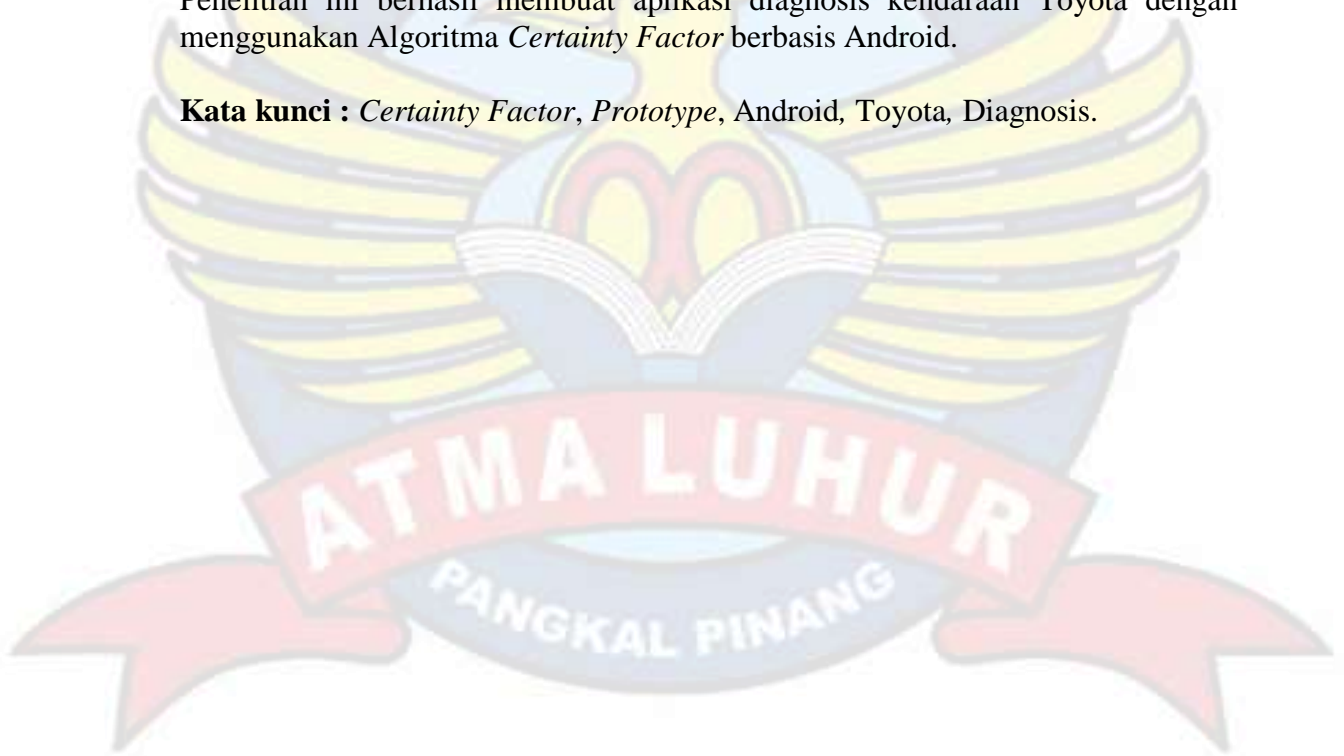 Penelitian ini berhasil membuat aplikasi diagnosis kendaraan Toyota dengan
menggunakan Algoritma Certainty Factor berbasis Android.
Kata kunci : Certainty Factor, Prototype, Android, Toyota, Diagnosis.
ATMA LUHUR
PANGKAL PINANG